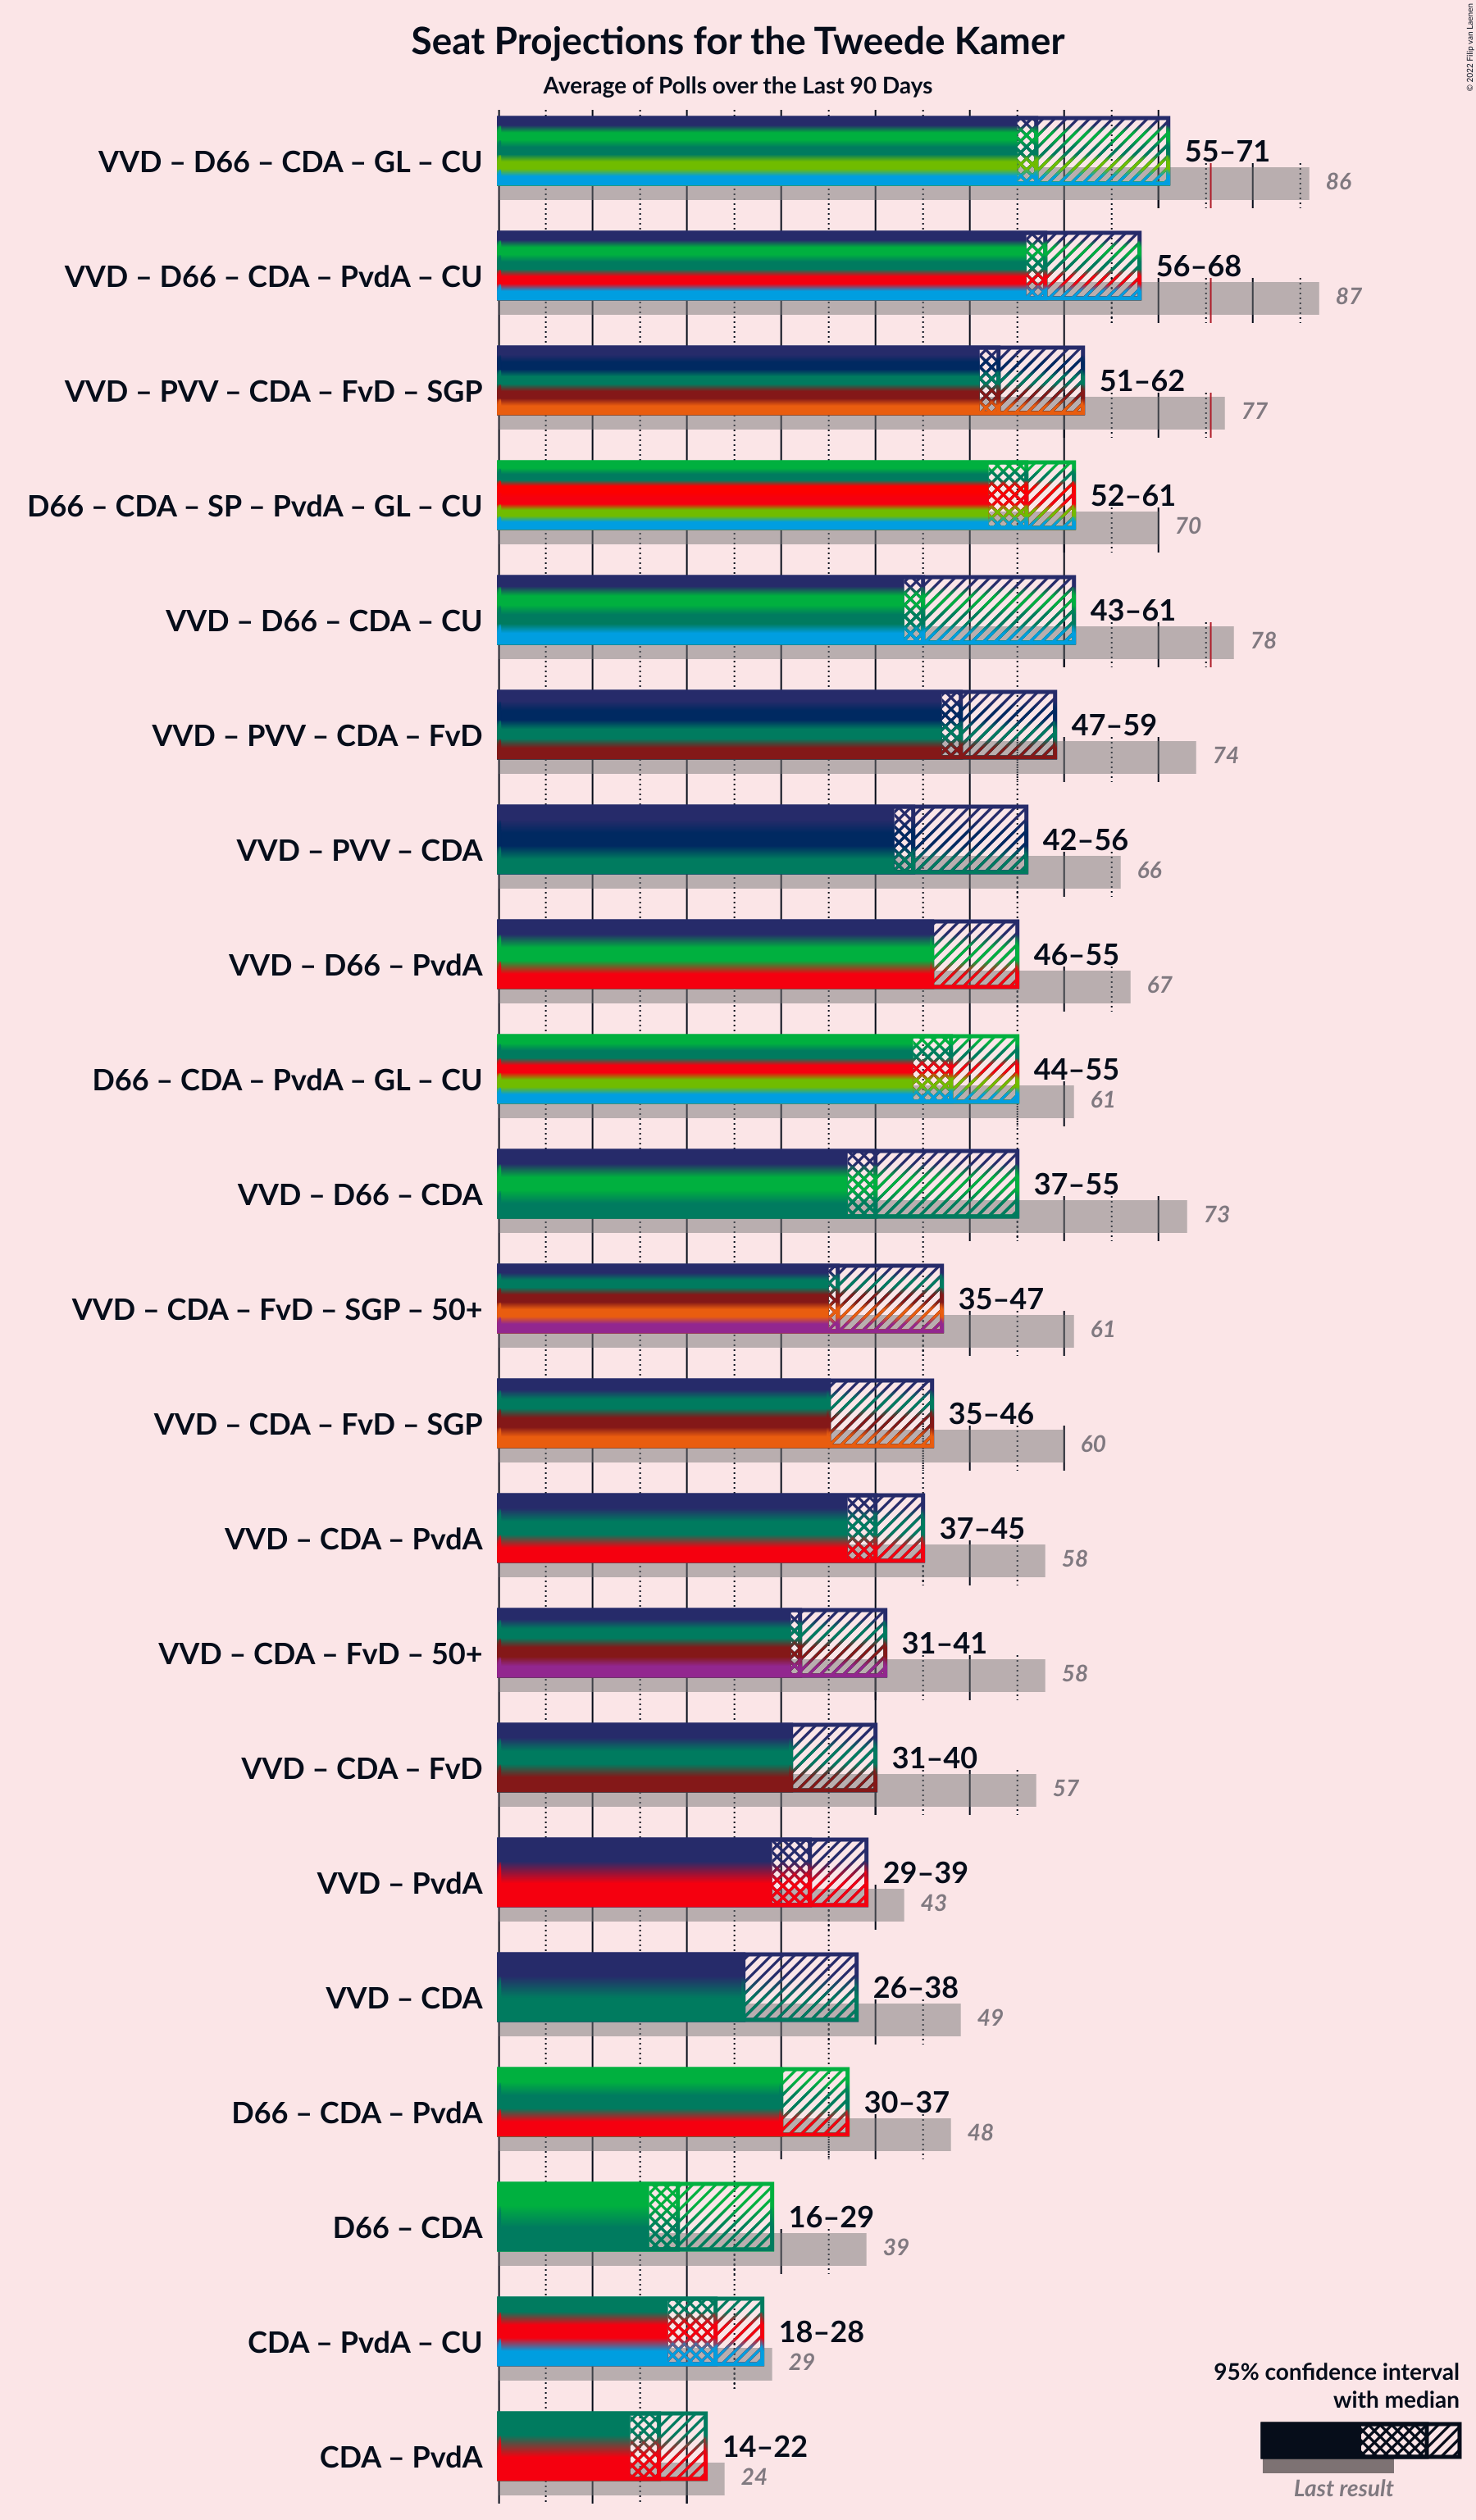 Seat Projections for the Tweede Kamer
Average of Polls over the Last 90 Days
© 2022 Filip van Laenen
VVD – D66 – CDA – GL – CU
55–71
86
VVD – D66 – CDA – PvdA – CU
56–68
87
VVD – PVV – CDA – FvD – SGP
51–62
77
D66 – CDA – SP – PvdA – GL – CU
52–61
70
VVD – D66 – CDA – CU
43–61
78
VVD – PVV – CDA – FvD
47–59
74
VVD – PVV – CDA
42–56
66
VVD – D66 – PvdA
46–55
67
D66 – CDA – PvdA – GL – CU
44–55
61
VVD – D66 – CDA
37–55
73
VVD – CDA – FvD – SGP – 50+
35–47
61
VVD – CDA – FvD – SGP
35–46
60
VVD – CDA – PvdA
37–45
58
VVD – CDA – FvD – 50+
31–41
58
VVD – CDA – FvD
31–40
57
VVD – PvdA
29–39
43
VVD – CDA
26–38
49
D66 – CDA – PvdA
30–37
48
D66 – CDA
16–29
39
CDA – PvdA – CU
18–28
29
CDA – PvdA
14–22
24
95% confidence interval
with median
Last result